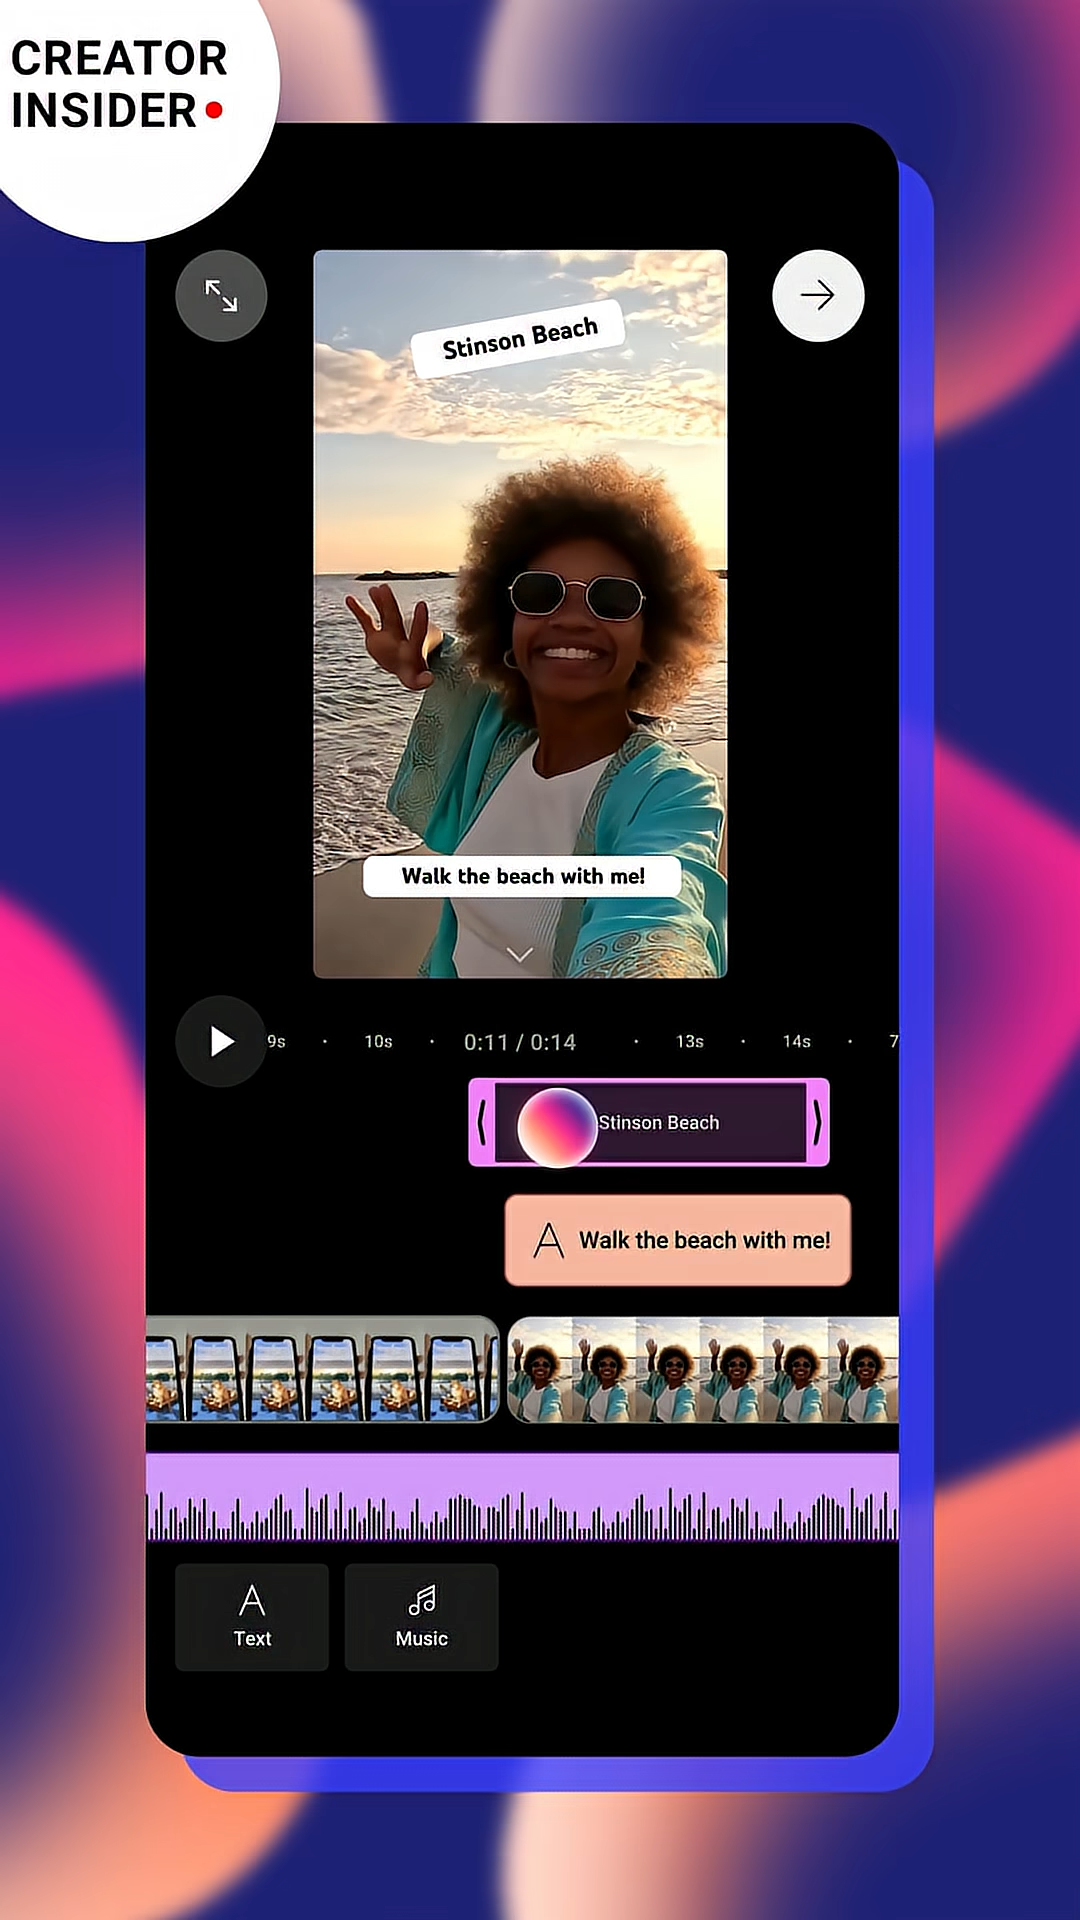 CREATOR
INSIDER
Stinson Beach
Walk the beach with me!
9s
10s
0:11 / 0:14
13s
14s
Stinson Beach
A Walk the beach with me!
A
Text
Music